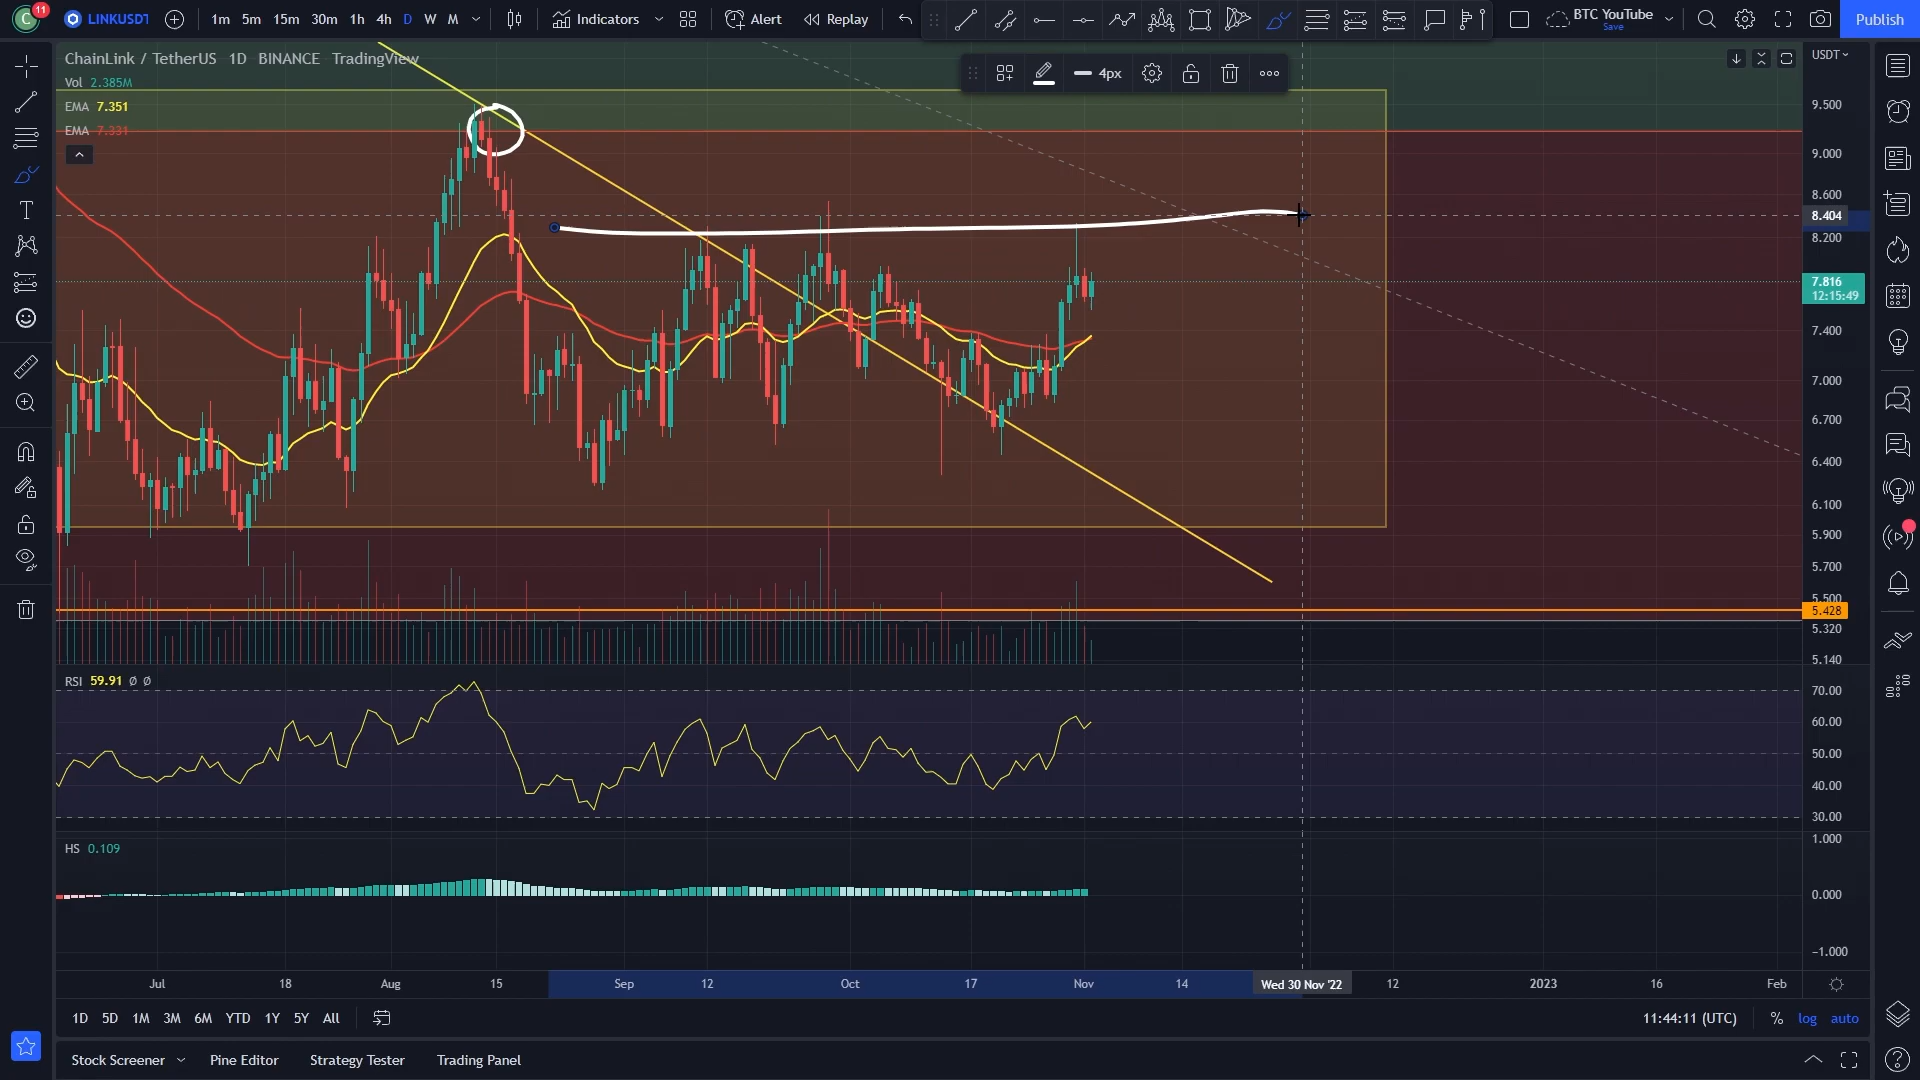 C 11 LINKUSDT 1m 5m 15m 30m 1h 4h D W M Indicators Alert Replay BTC YouTube Save Publish
ChainLink / TetherUS 1D BINANCE TradingView
Vol 2.385M
EMA 7.351
EMA 7.331
4px
USDT
9.500
9.000
8.600
8.404
8.200
7.816
12:15:49
7.400
7.000
6.700
6.400
6.100
5.900
5.700
5.500
5.428
5.320
5.140
RSI 59.91 Ø Ø
70.00
60.00
50.00
40.00
30.00
HS 0.109
1.000
0.000
−1.000
Jul 18 Aug 15 Sep 12 Oct 17 Nov 14 Wed 30 Nov '22 12 2023 16 Feb
1D 5D 1M 3M 6M YTD 1Y 5Y All 11:44:11 (UTC) % log auto
Stock Screener Pine Editor Strategy Tester Trading Panel